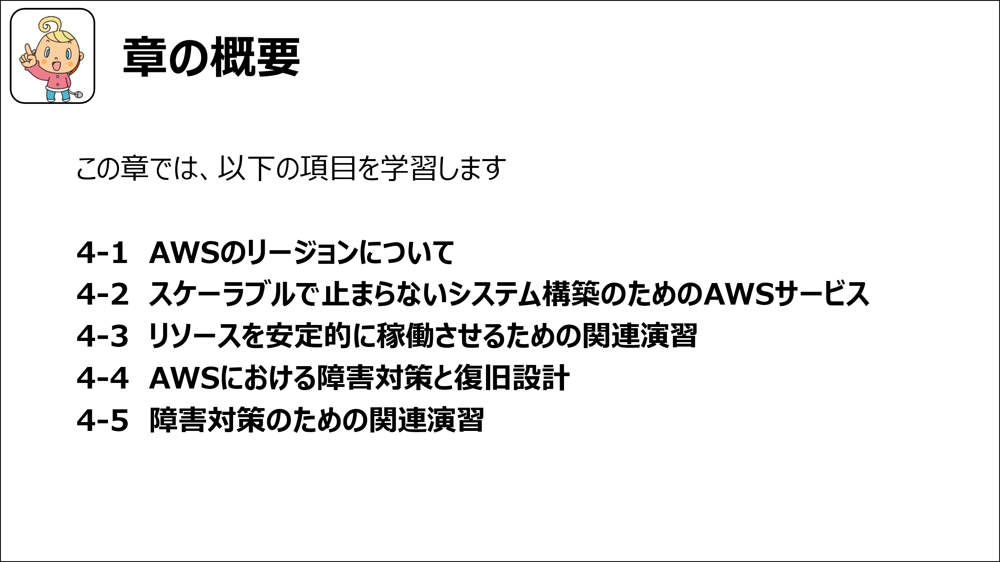 章の概要
この章では、以下の項目を学習します
4-1 AWSのリージョンについて
4-2 スケーラブルで止まらないシステム構築のためのAWSサービス
4-3 リソースを安定的に稼働させるための関連演習
4-4 AWSにおける障害対策と復旧設計
4-5 障害対策のための関連演習